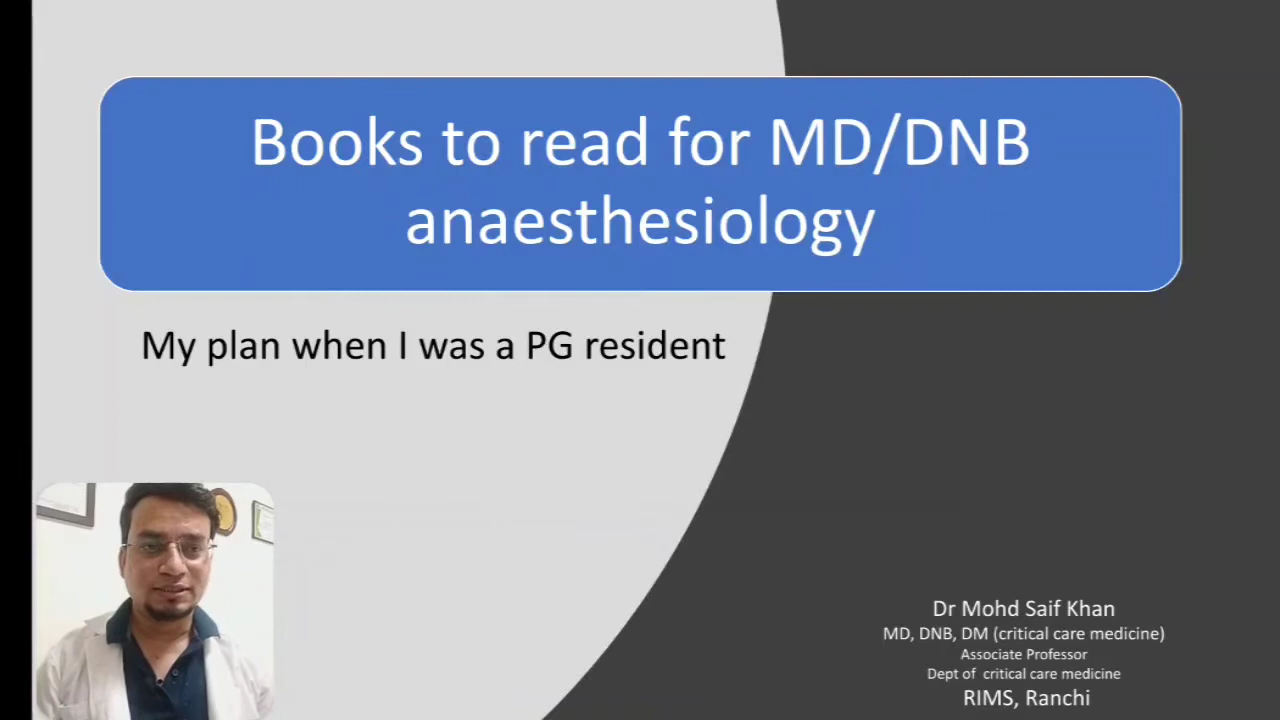 Books to read for MD/DNB
anaesthesiology
My plan when I was a PG resident
Dr Mohd Saif Khan
MD, DNB, DM (critical care medicine)
Associate Professor
Dept of critical care medicine
RIMS, Ranchi